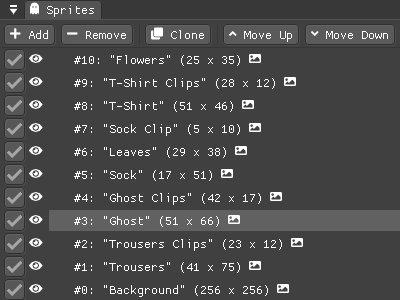 Sprites
Add Remove Clone Move Up Move Down
#10: "Flowers" (25 x 35)
#9: "T-Shirt Clips" (28 x 12)
#8: "T-Shirt" (51 x 46)
#7: "Sock Clip" (5 x 10)
#6: "Leaves" (29 x 38)
#5: "Sock" (17 x 51)
#4: "Ghost Clips" (42 x 17)
#3: "Ghost" (51 x 66)
#2: "Trousers Clips" (23 x 12)
#1: "Trousers" (41 x 75)
#0: "Background" (256 x 256)